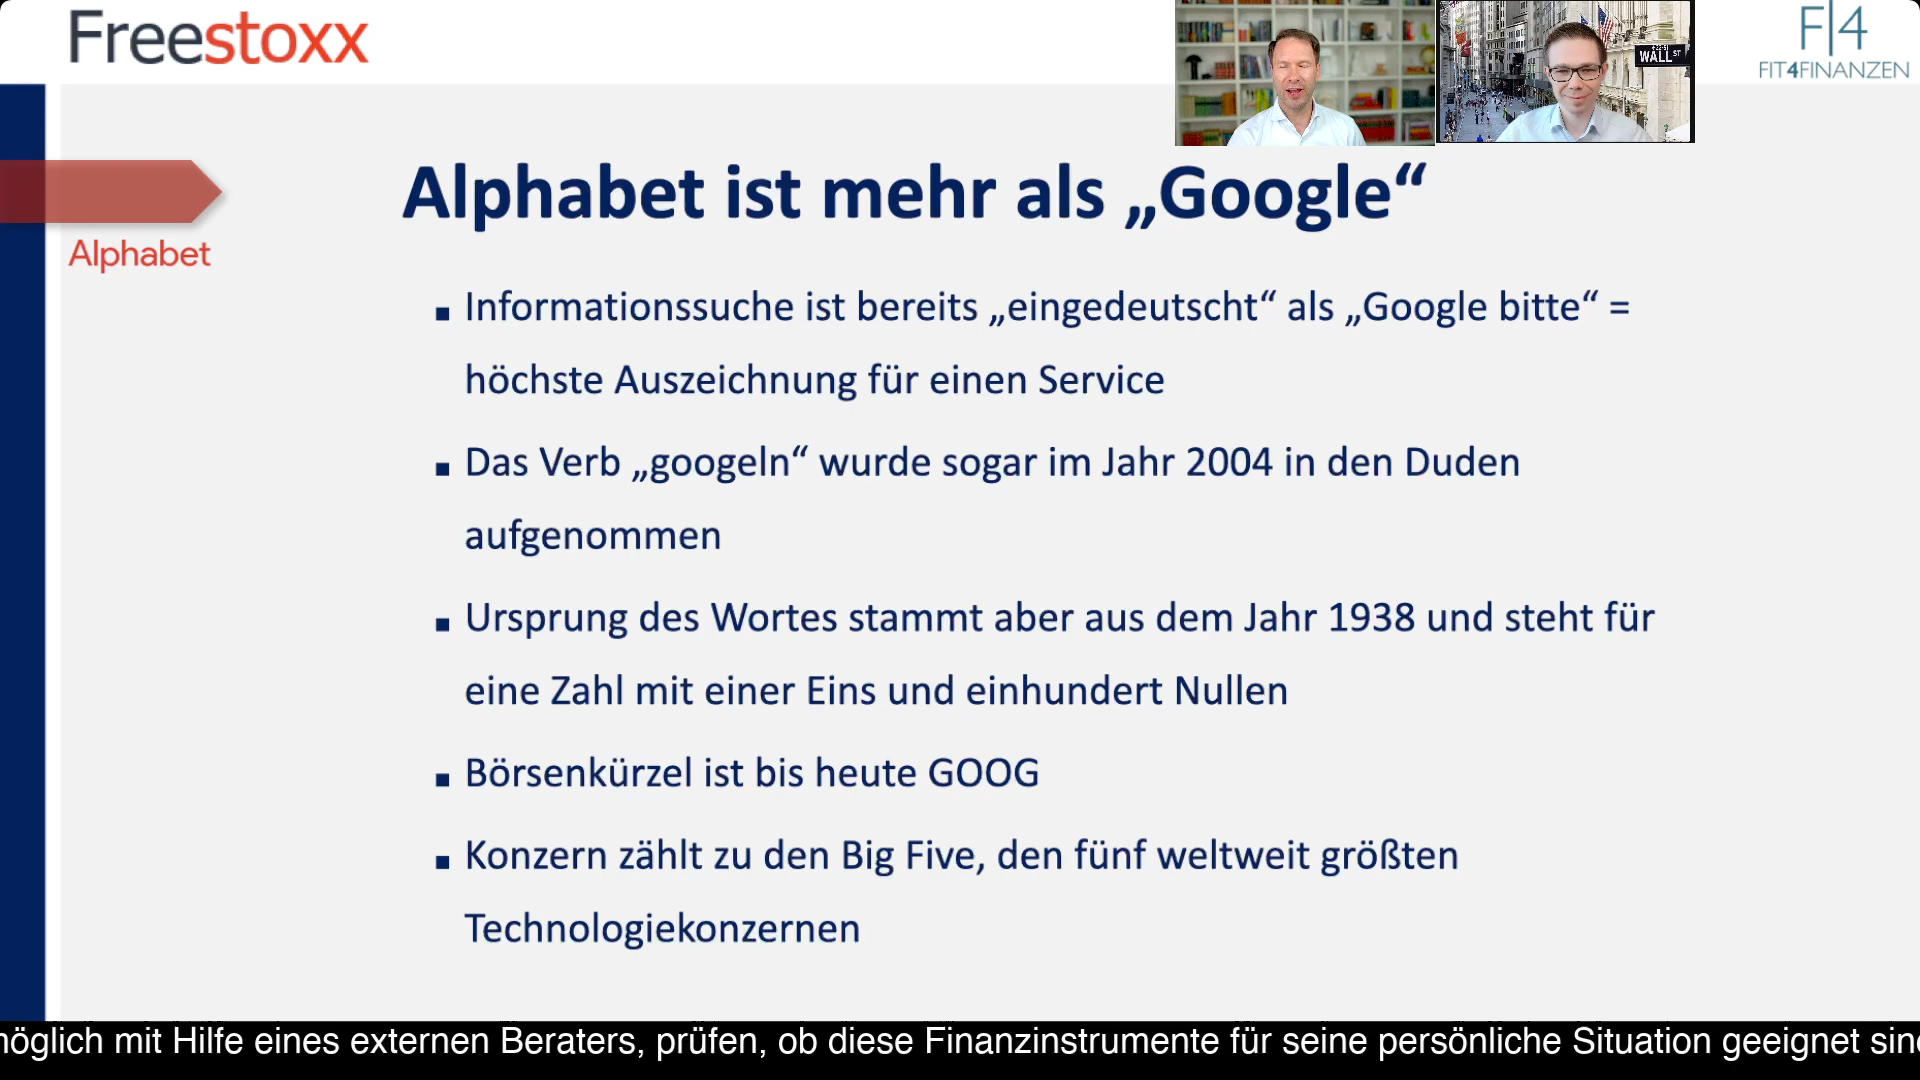 Freestoxx
WALL ST
F|4
FIT4FINANZEN
Alphabet ist mehr als „Google“
Alphabet
▪ Informationssuche ist bereits „eingedeutscht“ als „Google bitte“ =
höchste Auszeichnung für einen Service
▪ Das Verb „googeln“ wurde sogar im Jahr 2004 in den Duden
aufgenommen
▪ Ursprung des Wortes stammt aber aus dem Jahr 1938 und steht für
eine Zahl mit einer Eins und einhundert Nullen
▪ Börsenkürzel ist bis heute GOOG
▪ Konzern zählt zu den Big Five, den fünf weltweit größten
Technologiekonzernen
möglich mit Hilfe eines externen Beraters, prüfen, ob diese Finanzinstrumente für seine persönliche Situation geeignet sin